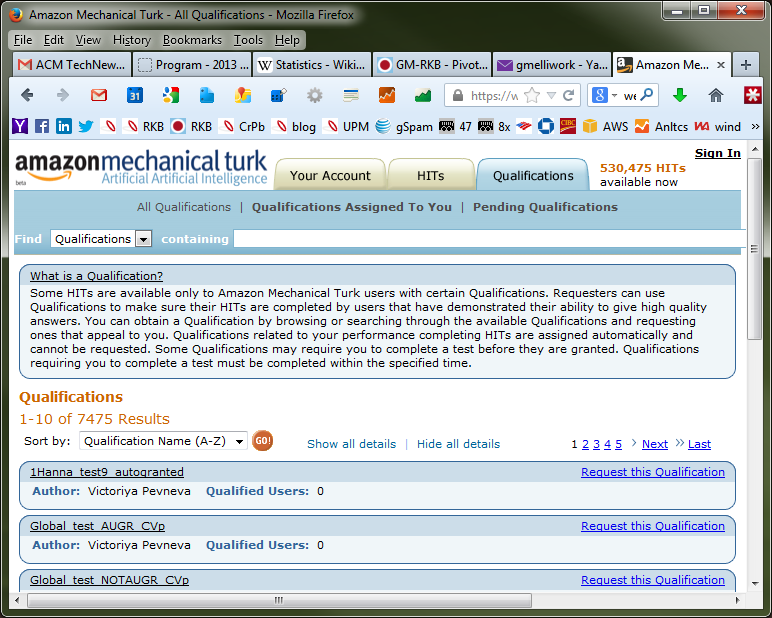 Amazon Mechanical Turk - All Qualifications - Mozilla Firefox
File Edit View History Bookmarks Tools Help
ACM TechNew... Program - 2013 ... W Statistics - Wiki... GM-RKB - Pivot... gmelliwork - Ya... Amazon Me...
31 https://w 8 we
RKB RKB CrPb blog UPM gSpam 47 8x CIBC AWS Anltcs wind »
amazonmechanical turk
beta Artificial Artificial Intelligence
Your Account HITs Qualifications
Sign In
530,475 HITs
available now
All Qualifications | Qualifications Assigned To You | Pending Qualifications
Find Qualifications containing
What is a Qualification?
Some HITs are available only to Amazon Mechanical Turk users with certain Qualifications. Requesters can use
Qualifications to make sure their HITs are completed by users that have demonstrated their ability to give high quality
answers. You can obtain a Qualification by browsing or searching through the available Qualifications and requesting
ones that appeal to you. Qualifications related to your performance completing HITs are assigned automatically and
cannot be requested. Some Qualifications may require you to complete a test before they are granted. Qualifications
requiring you to complete a test must be completed within the specified time.
Qualifications
1-10 of 7475 Results
Sort by: Qualification Name (A-Z) GO! Show all details | Hide all details 1 2 3 4 5 › Next » Last
1Hanna_test9_autogranted Request this Qualification
Author: Victoriya Pevneva Qualified Users: 0
Global_test_AUGR_CVp Request this Qualification
Author: Victoriya Pevneva Qualified Users: 0
Global_test_NOTAUGR_CVp Request this Qualification